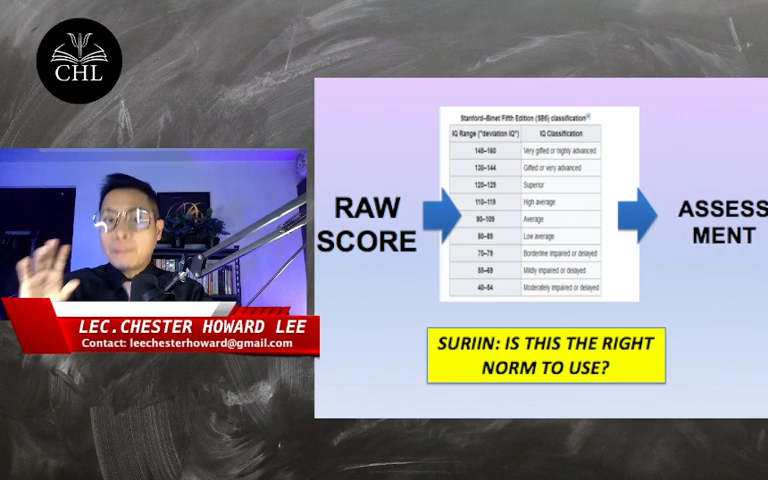 CHL
RAW
SCORE
Stanford–Binet Fifth Edition (SB5) classification
IQ Range ("deviation IQ") IQ Classification
145–160 Very gifted or highly advanced
130–144 Gifted or very advanced
120–129 Superior
110–119 High average
90–109 Average
80–89 Low average
70–79 Borderline impaired or delayed
55–69 Mildly impaired or delayed
40–54 Moderately impaired or delayed
ASSESS
MENT
SURIIN: IS THIS THE RIGHT
NORM TO USE?
LEC.CHESTER HOWARD LEE
Contact: leechesterhoward@gmail.com